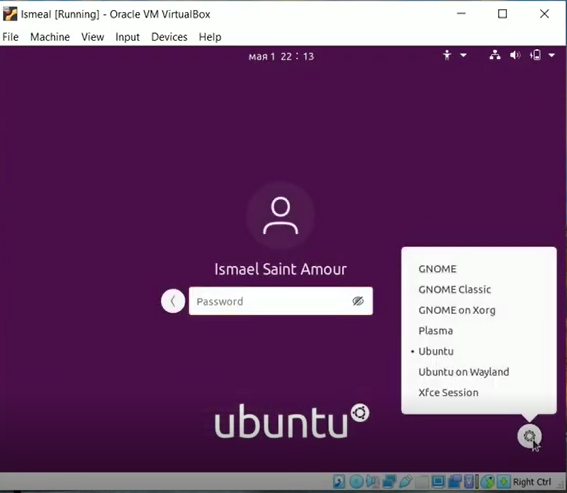 Ismeal [Running] - Oracle VM VirtualBox
File Machine View Input Devices Help
мая 1 22 : 13
Ismael Saint Amour
Password
GNOME
GNOME Classic
GNOME on Xorg
Plasma
• Ubuntu
Ubuntu on Wayland
Xfce Session
ubuntu
Right Ctrl